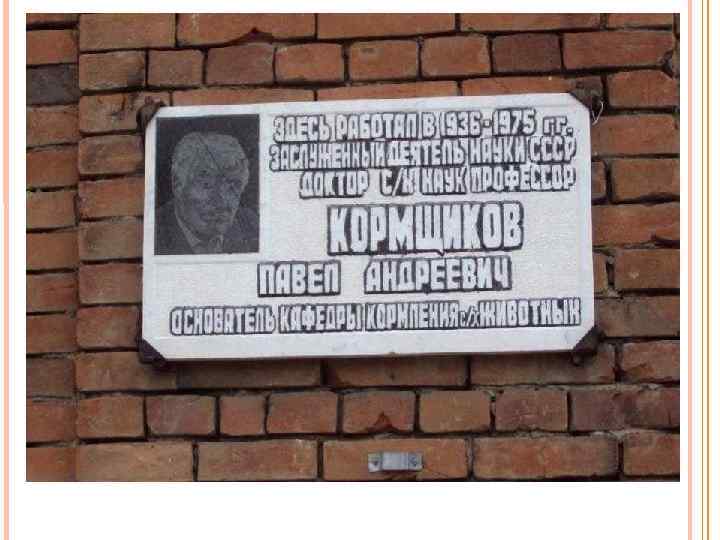 ЗДЕСЬ РАБОТАЛ В 1936-1975 гг.
ЗАСЛУЖЕННЫЙ ДЕЯТЕЛЬ НАУКИ СССР
ДОКТОР С/Х НАУК ПРОФЕССОР
КОРМЩИКОВ
ПАВЕЛ АНДРЕЕВИЧ
ОСНОВАТЕЛЬ КАФЕДРЫ КОРМЛЕНИЯ с/х ЖИВОТНЫХ